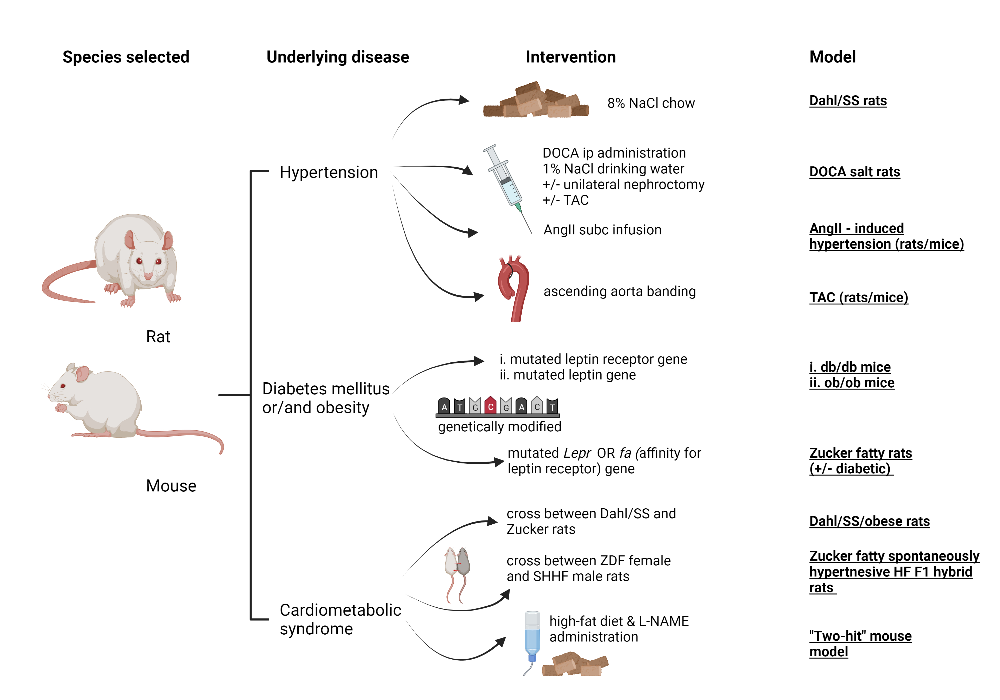 Species selected
Underlying disease
Intervention
Model
8% NaCl chow
Dahl/SS rats
Hypertension
DOCA ip administration
1% NaCl drinking water
+/- unilateral nephroctomy
+/- TAC
DOCA salt rats
AngII subc infusion
AngII - induced
hypertension (rats/mice)
ascending aorta banding
TAC (rats/mice)
Rat
Mouse
Diabetes mellitus
or/and obesity
i. mutated leptin receptor gene
ii. mutated leptin gene
i. db/db mice
ii. ob/ob mice
A T G C G A C T
genetically modified
mutated Lepr OR fa (affinity for
leptin receptor) gene
Zucker fatty rats
(+/- diabetic)
Cardiometabolic
syndrome
cross between Dahl/SS and
Zucker rats
Dahl/SS/obese rats
cross between ZDF female
and SHHF male rats
Zucker fatty spontaneously
hypertnesive HF F1 hybrid
rats
high-fat diet & L-NAME
administration
"Two-hit" mouse
model